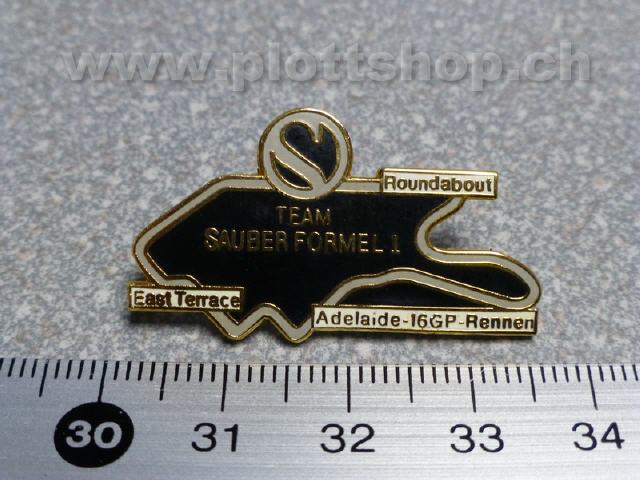 www.plottshop.ch
Roundabout
TEAM
SAUBER FORMEL 1
East Terrace
Adelaide-16GP-Rennen
30 31 32 33 34